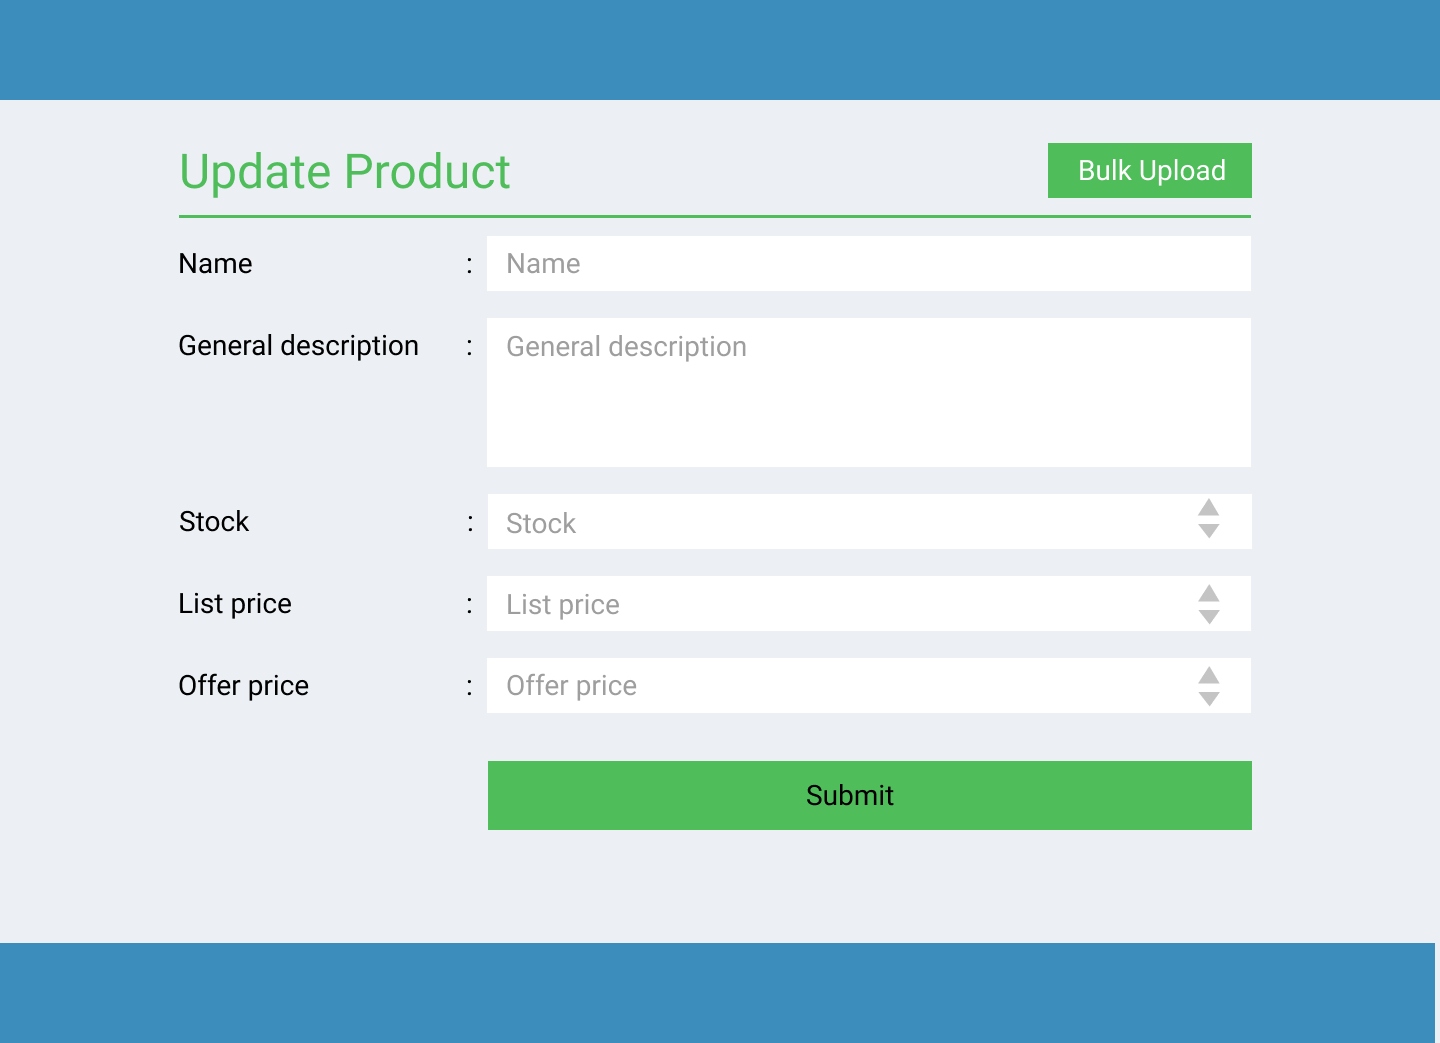 Update Product
Bulk Upload
Name : Name
General description : General description
Stock : Stock
List price : List price
Offer price : Offer price
Submit